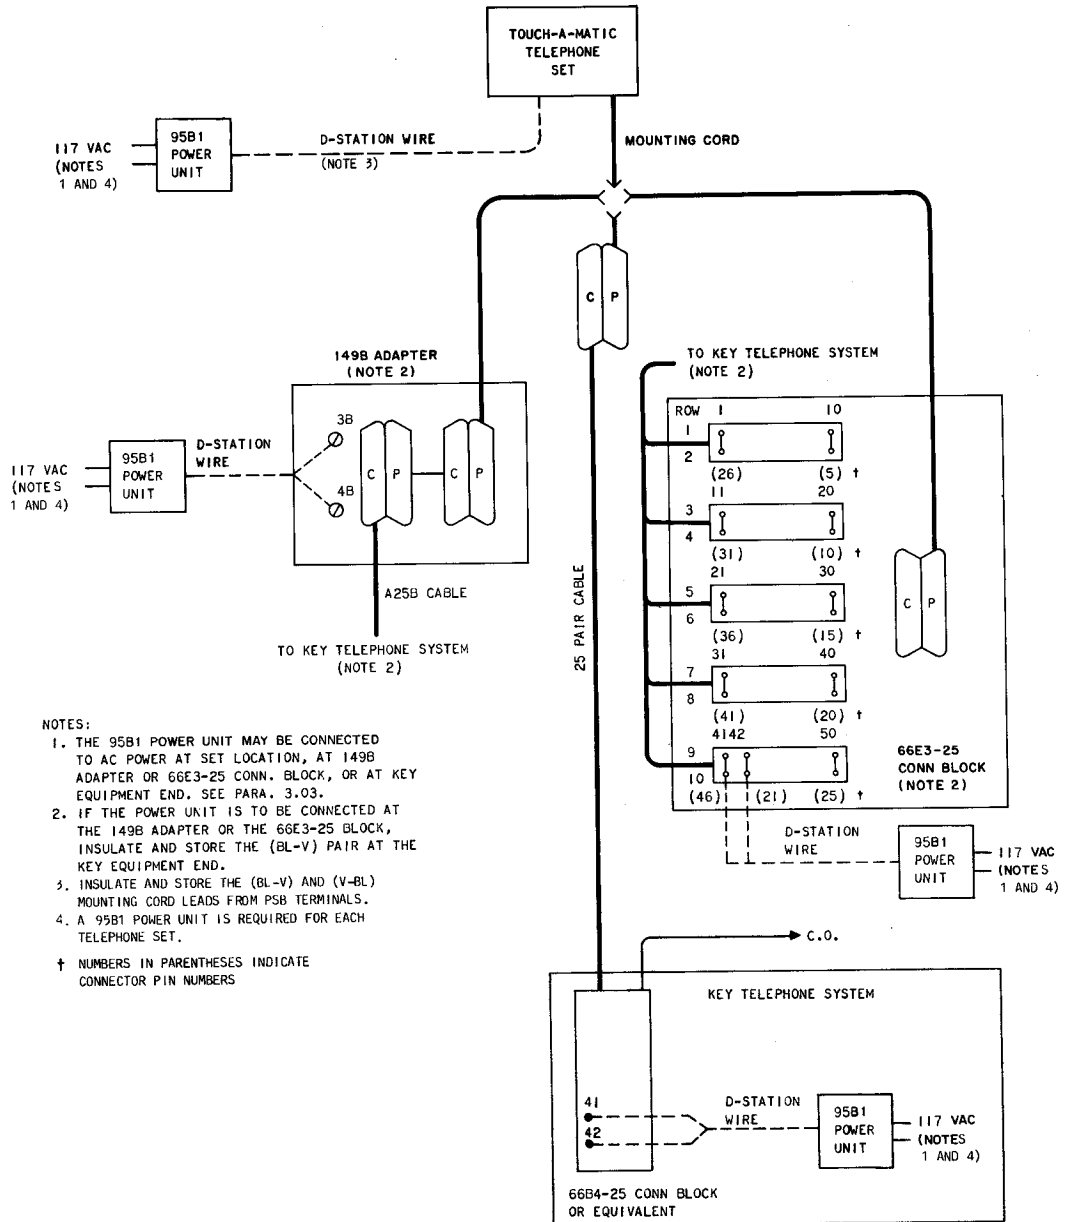 TOUCH-A-MATIC
TELEPHONE
SET
117 VAC
(NOTES
1 AND 4)
95B1
POWER
UNIT
D-STATION WIRE
(NOTE 3)
MOUNTING CORD
C P
149B ADAPTER
(NOTE 2)
117 VAC
(NOTES
1 AND 4)
95B1
POWER
UNIT
D-STATION
WIRE
3B
4B
C P
C P
A25B CABLE
TO KEY TELEPHONE SYSTEM
(NOTE 2)
25 PAIR CABLE
TO KEY TELEPHONE SYSTEM
(NOTE 2)
ROW 1 10
1
2
(26) (5) †
11 20
3
4
(31) (10) †
21 30
5
6
(36) (15) †
31 40
7
8
(41) (20) †
4142 50
9
10
(46) (21) (25) †
C P
66E3-25
CONN BLOCK
(NOTE 2)
D-STATION
WIRE
95B1
POWER
UNIT
117 VAC
(NOTES
1 AND 4)
NOTES:
1. THE 95B1 POWER UNIT MAY BE CONNECTED
TO AC POWER AT SET LOCATION, AT 149B
ADAPTER OR 66E3-25 CONN. BLOCK, OR AT KEY
EQUIPMENT END. SEE PARA. 3.03.
2. IF THE POWER UNIT IS TO BE CONNECTED AT
THE 149B ADAPTER OR THE 66E3-25 BLOCK,
INSULATE AND STORE THE (BL-V) PAIR AT THE
KEY EQUIPMENT END.
3. INSULATE AND STORE THE (BL-V) AND (V-BL)
MOUNTING CORD LEADS FROM PSB TERMINALS.
4. A 95B1 POWER UNIT IS REQUIRED FOR EACH
TELEPHONE SET.
† NUMBERS IN PARENTHESES INDICATE
CONNECTOR PIN NUMBERS
C.O.
KEY TELEPHONE SYSTEM
41
42
D-STATION
WIRE
95B1
POWER
UNIT
117 VAC
(NOTES
1 AND 4)
66B4-25 CONN BLOCK
OR EQUIVALENT